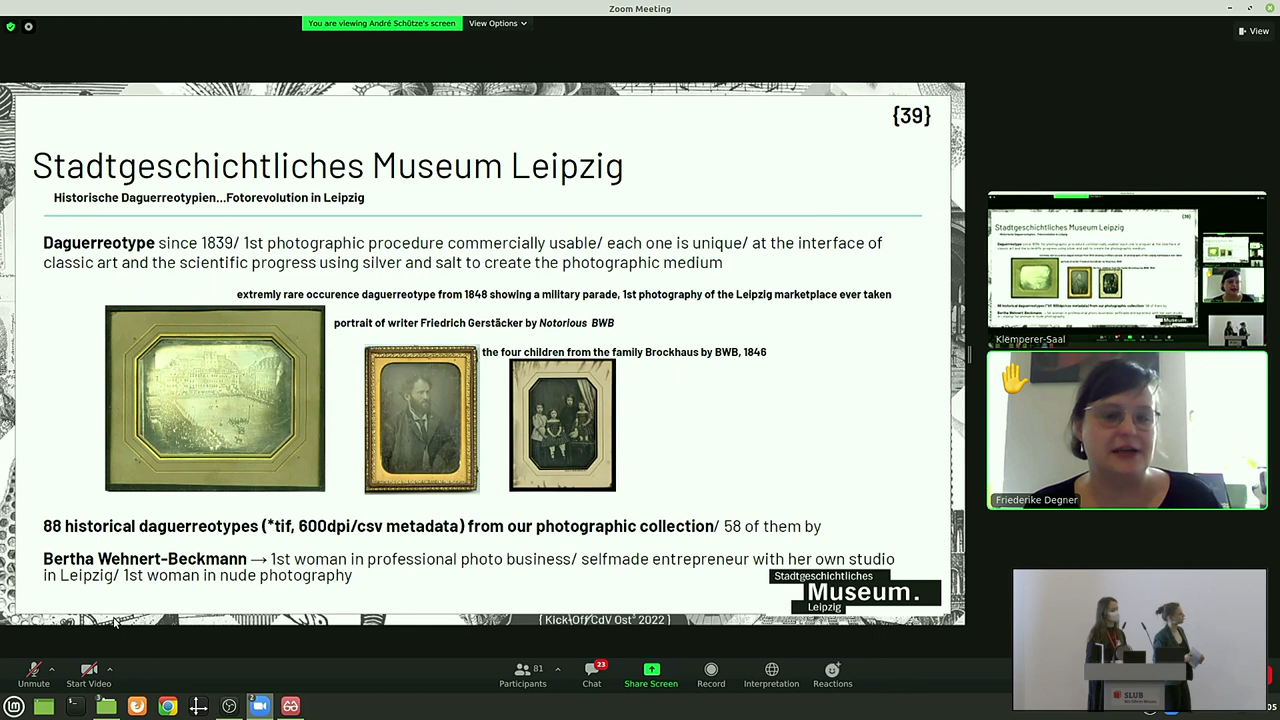 Zoom Meeting
You are viewing André Schütze's screen
View Options
View
{39}
Stadtgeschichtliches Museum Leipzig
Historische Daguerreotypien...Fotorevolution in Leipzig
Daguerreotype since 1839/ 1st photographic procedure commercially usable/ each one is unique/ at the interface of
classic art and the scientific progress using silver and salt to create the photographic medium
extremly rare occurence daguerreotype from 1848 showing a military parade, 1st photography of the Leipzig marketplace ever taken
portrait of writer Friedrich Gerstäcker by Notorious BWB
the four children from the family Brockhaus by BWB, 1846
88 historical daguerreotypes (*tif, 600dpi/csv metadata) from our photographic collection/ 58 of them by
Bertha Wehnert-Beckmann → 1st woman in professional photo business/ selfmade entrepreneur with her own studio
in Leipzig/ 1st woman in nude photography
Stadtgeschichtliches
Museum.
Leipzig
{ Kick-Off CdV Ost³ 2022 }
Klemperer-Saal
Friederike Degner
SLUB
Unmute
Start Video
81
Participants
23
Chat
Share Screen
Record
Interpretation
Reactions